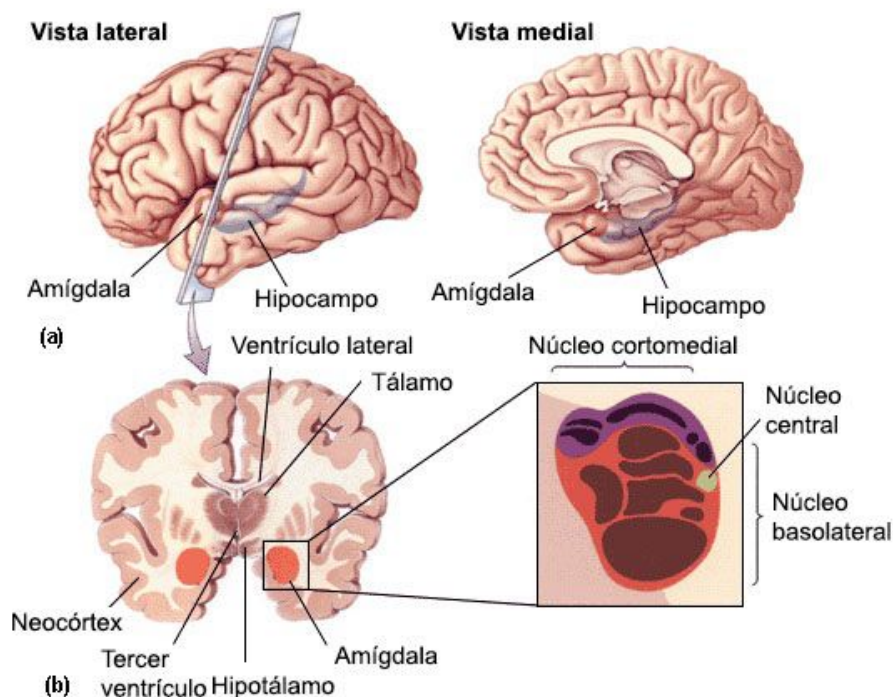 Vista lateral
Vista medial
Amígdala
Hipocampo
Amígdala
Hipocampo
(a)
Ventrículo lateral
Tálamo
Núcleo cortomedial
Núcleo
central
Núcleo
basolateral
Neocórtex
Tercer
ventrículo
Hipotálamo
Amígdala
(b)